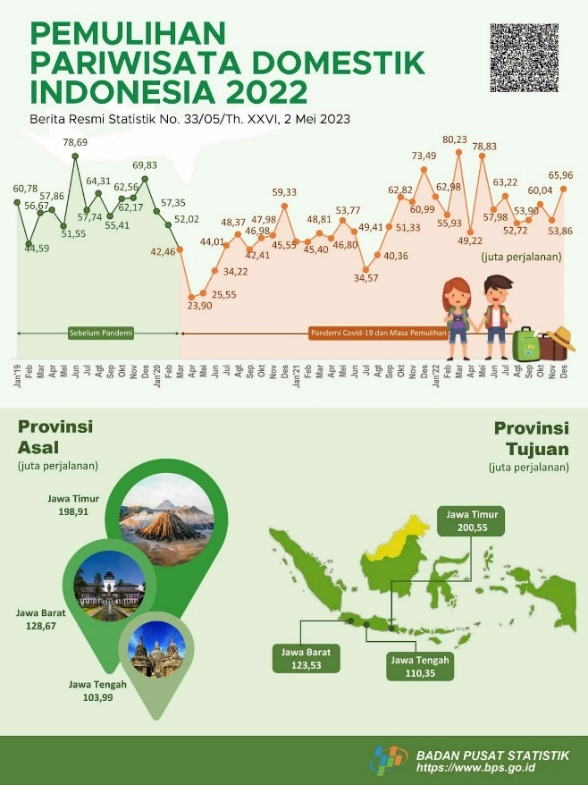 PEMULIHAN
PARIWISATA DOMESTIK
INDONESIA 2022
Berita Resmi Statistik No. 33/05/Th. XXVI, 2 Mei 2023
60,78
44,59
56,67
57,86
51,55
78,69
57,74
64,31
55,41
62,56
62,17
69,83
57,35
52,02
42,46
23,90
25,55
34,22
44,01
48,37
42,41
46,98
47,98
59,33
45,55
45,40
48,81
46,80
53,77
49,41
34,57
40,36
51,33
62,82
60,99
73,49
62,98
55,93
80,23
49,22
78,83
57,98
63,22
52,72
53,90
60,04
53,86
65,96
(juta perjalanan)
Sebelum Pandemi
Pandemi Covid-19 dan Masa Pemulihan
Jan'19 Feb Mar Apr Mei Jun Jul Agt Sep Okt Nov Des Jan'20 Feb Mar Apr Mei Jun Jul Agt Sep Okt Nov Des Jan'21 Feb Mar Apr Mei Jun Jul Agt Sep Okt Nov Des Jan'22 Feb Mar Apr Mei Jun Jul Agt Sep Okt Nov Des
Provinsi
Asal
(juta perjalanan)
Jawa Timur
198,91
Jawa Barat
128,67
Jawa Tengah
103,99
Provinsi
Tujuan
(juta perjalanan)
Jawa Timur
200,55
Jawa Barat
123,53
Jawa Tengah
110,35
BADAN PUSAT STATISTIK
https://www.bps.go.id